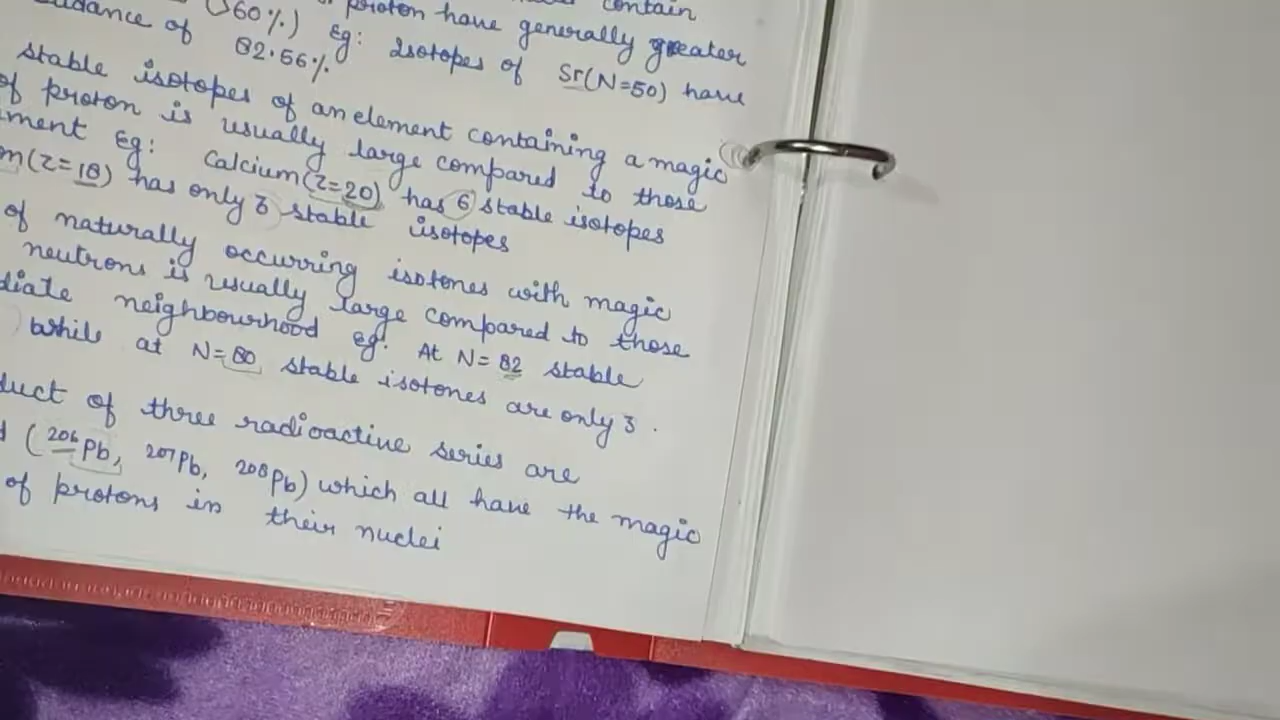 contain
(>60%) Eg: proton have generally greater
dance of 82.56% Isotopes of Sr(N=50) have
stable isotopes of an element containing a magic
of proton is usually large compared to those
ment Eg: Calcium(Z=20) has 6 stable isotopes
(Z=18) has only 3 stable isotopes
of naturally occurring isotones with magic
neutrons is usually large compared to those
diate neighbourhood eg. At N=82 stable
while at N=80 stable isotones are only 3.
duct of three radioactive series are
(206Pb, 207Pb, 208Pb) which all have the magic
of protons in their nuclei